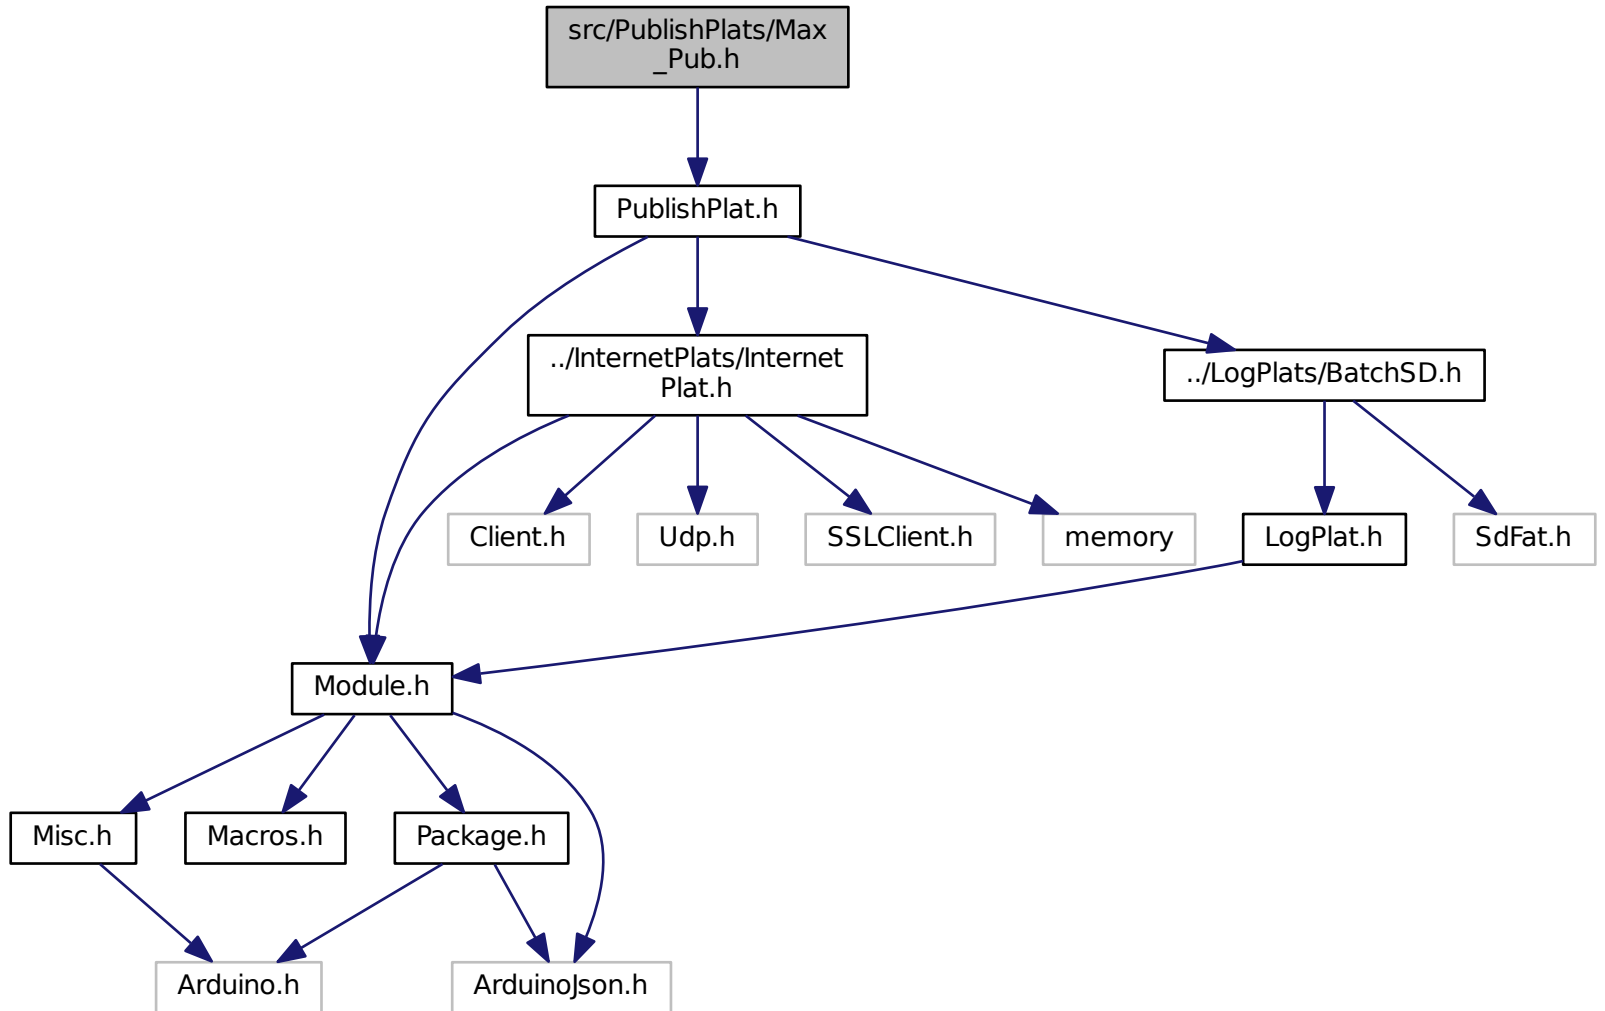 src/PublishPlats/Max
_Pub.h
PublishPlat.h
../InternetPlats/Internet
Plat.h
../LogPlats/BatchSD.h
Client.h
Udp.h
SSLClient.h
memory
LogPlat.h
SdFat.h
Module.h
Misc.h
Macros.h
Package.h
Arduino.h
ArduinoJson.h